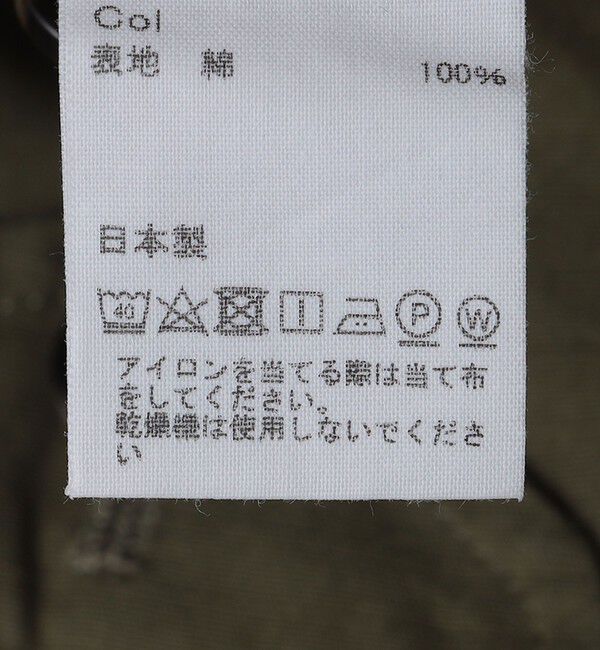 Col
表地 綿 100%
日本製
40 P W
アイロンを当てる際は当て布
をしてください。
乾燥機は使用しないでくださ
い